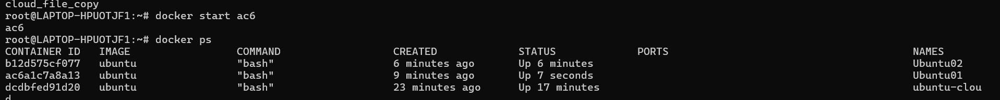 cloud_file_copy
root@LAPTOP-HPUOTJF1:~# docker start ac6
ac6
root@LAPTOP-HPUOTJF1:~# docker ps
CONTAINER ID   IMAGE                 COMMAND                  CREATED             STATUS             PORTS                                       NAMES
b12d575cf077   ubuntu                "bash"                   6 minutes ago       Up 6 minutes                                                   Ubuntu02
ac6a1c7a8a13   ubuntu                "bash"                   9 minutes ago       Up 7 seconds                                                   Ubuntu01
dcdbfed91d20   ubuntu                "bash"                   23 minutes ago      Up 17 minutes                                                  ubuntu-clou
d